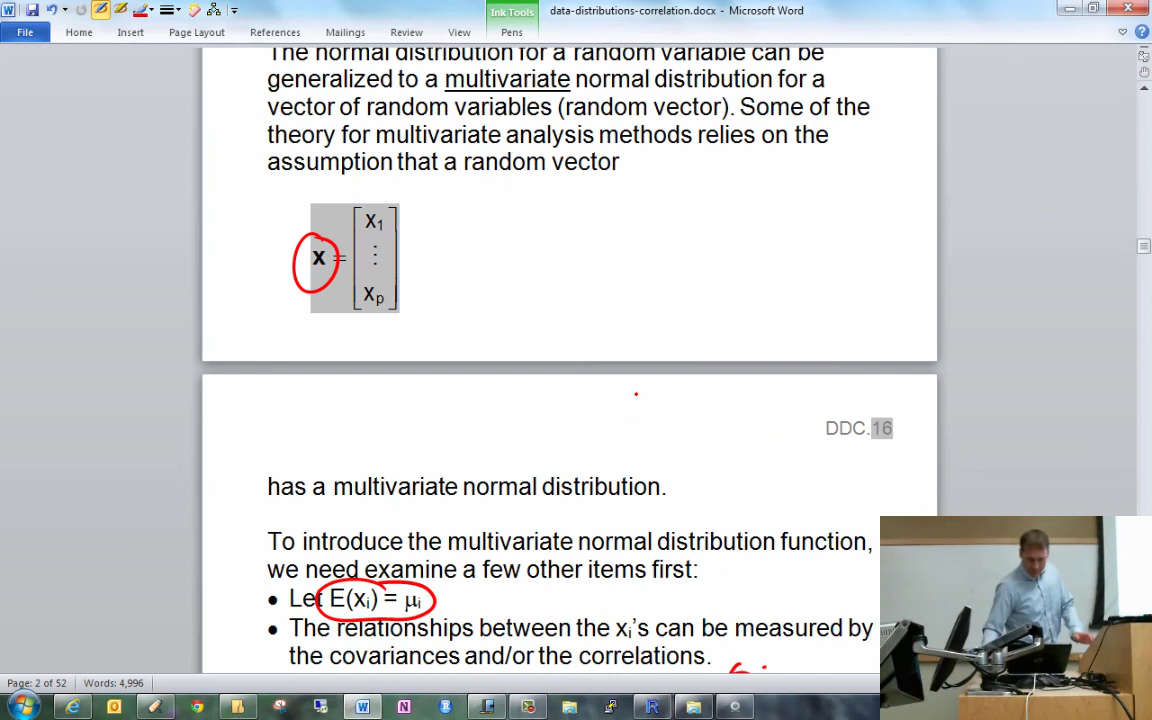 data-distributions-correlation.docx - Microsoft Word
Ink Tools
File Home Insert Page Layout References Mailings Review View Pens
The normal distribution for a random variable can be
generalized to a multivariate normal distribution for a
vector of random variables (random vector). Some of the
theory for multivariate analysis methods relies on the
assumption that a random vector
x = [x₁ ⋮ xₚ]
DDC.16
has a multivariate normal distribution.
To introduce the multivariate normal distribution function,
we need examine a few other items first:
• Let E(xᵢ) = μᵢ
• The relationships between the xᵢ's can be measured by
the covariances and/or the correlations.
Page: 2 of 52 Words: 4,996